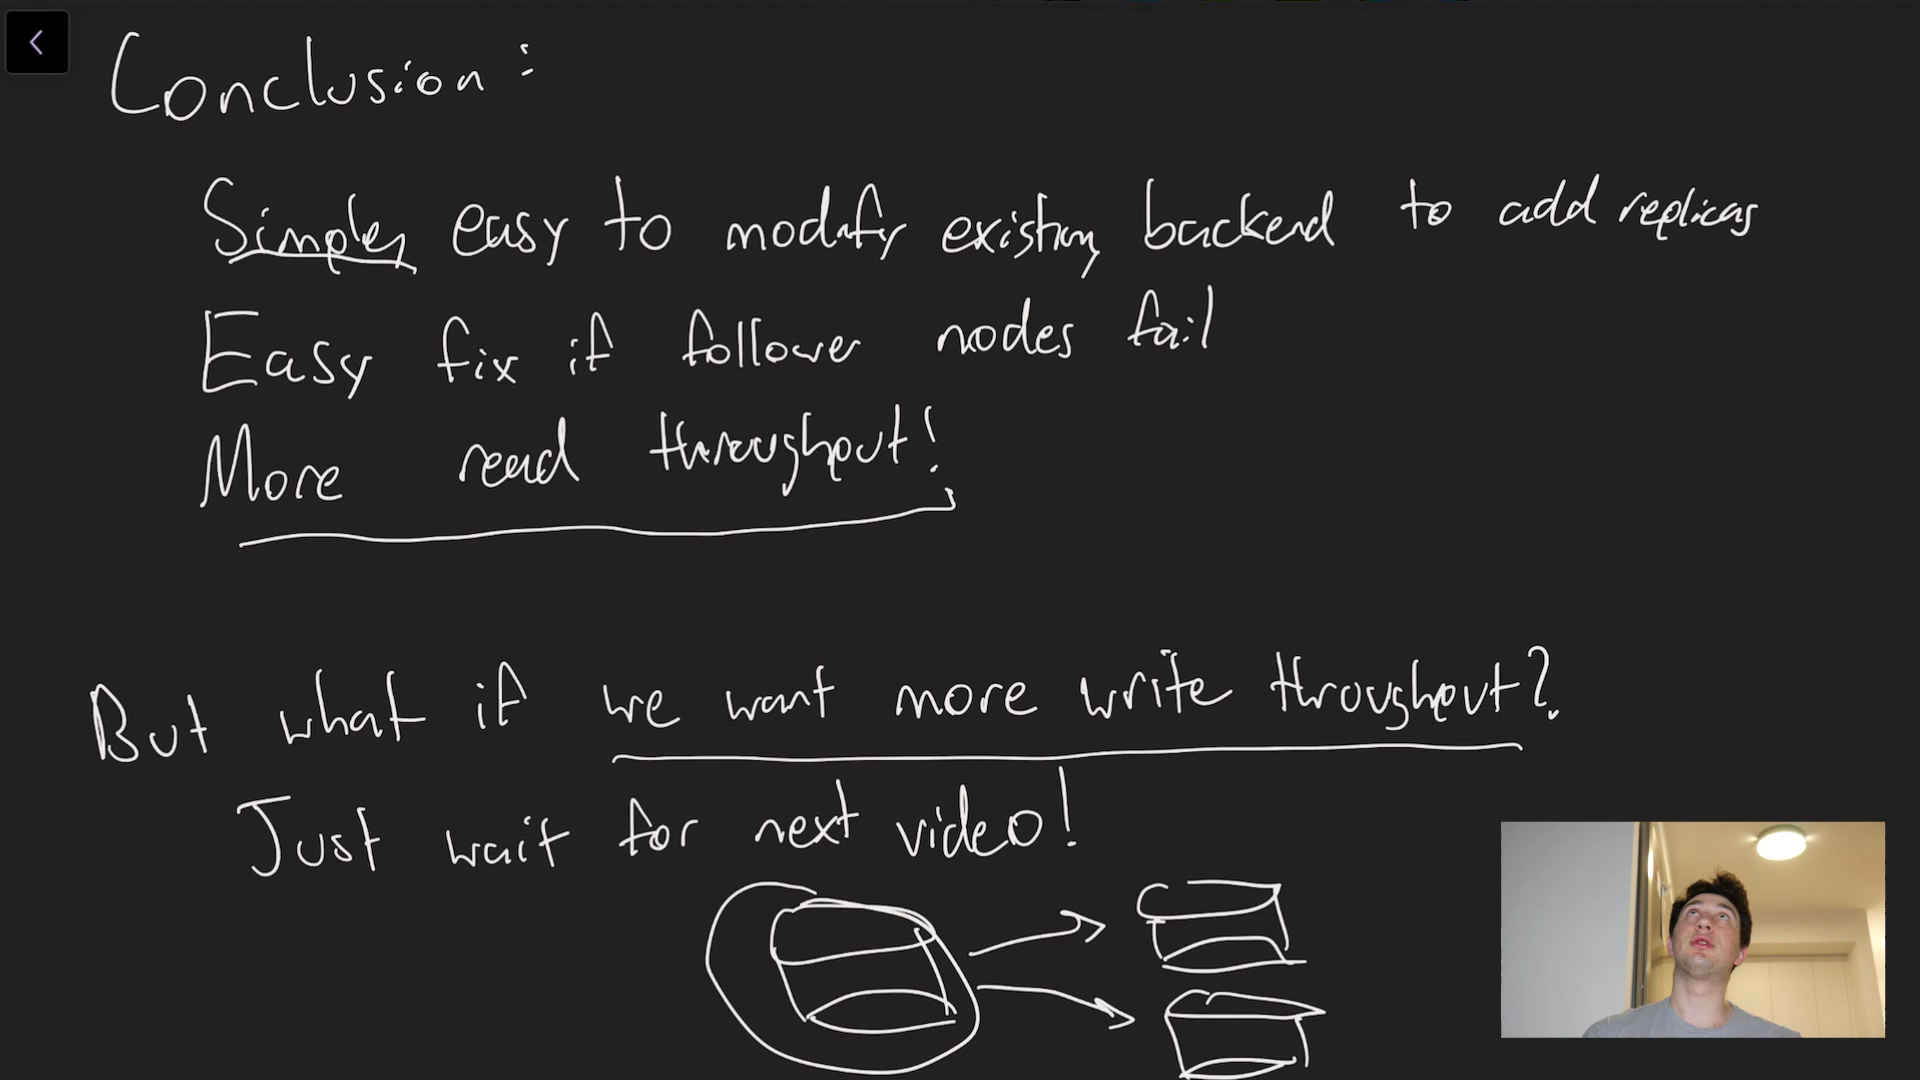 Conclusion:
Simple, easy to modify existing backend to add replicas
Easy fix if follower nodes fail
More read throughput!
But what if we want more write throughput?
Just wait for next video!